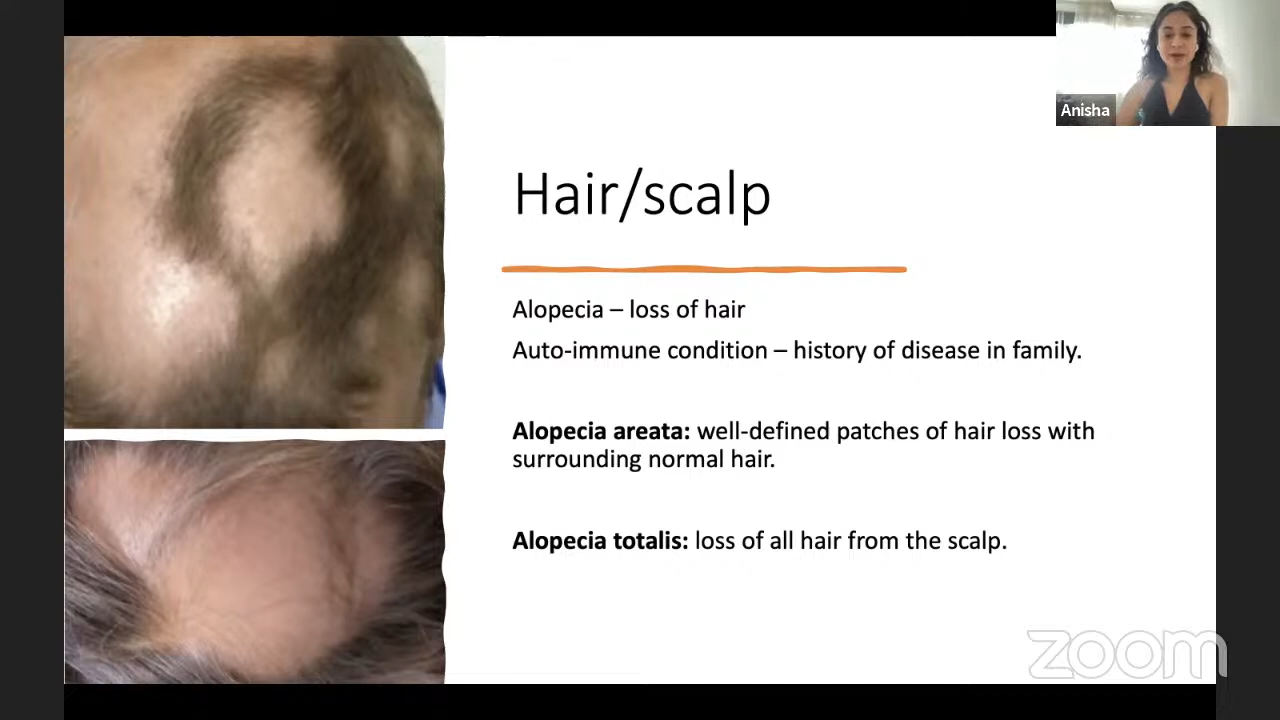 Anisha
Hair/scalp
Alopecia – loss of hair
Auto-immune condition – history of disease in family.
Alopecia areata: well-defined patches of hair loss with
surrounding normal hair.
Alopecia totalis: loss of all hair from the scalp.
zoom